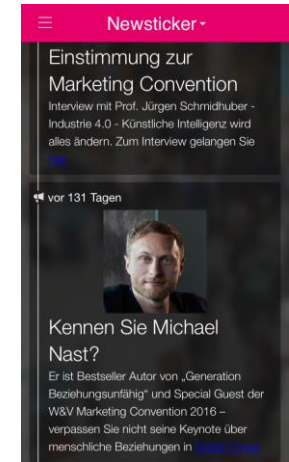 Newsticker
Einstimmung zur
Marketing Convention
Interview mit Prof. Jürgen Schmidhuber -
Industrie 4.0 - Künstliche Intelligenz wird
alles ändern. Zum Interview gelangen Sie
vor 131 Tagen
Kennen Sie Michael
Nast?
Er ist Bestseller Autor von „Generation
Beziehungsunfähig“ und Special Guest der
W&V Marketing Convention 2016 –
verpassen Sie nicht seine Keynote über
menschliche Beziehungen in